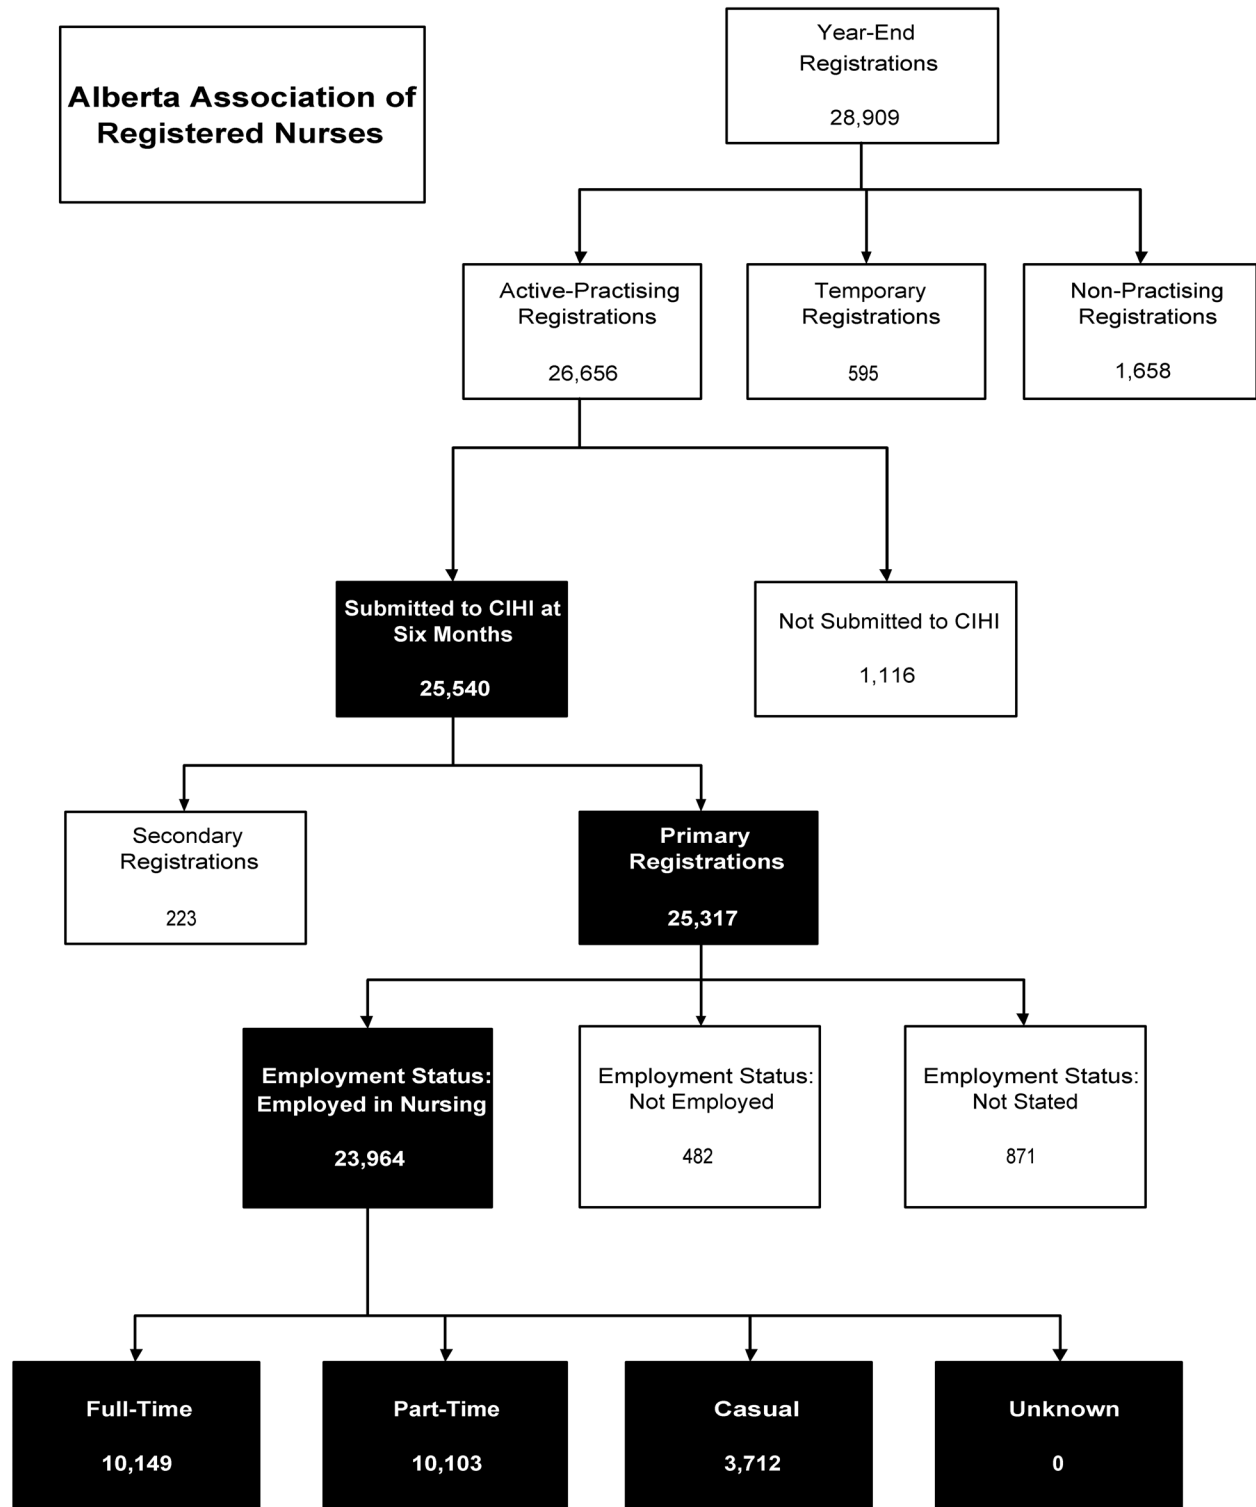 Alberta Association of
Registered Nurses
Year-End
Registrations
28,909
Active-Practising
Registrations
26,656
Temporary
Registrations
595
Non-Practising
Registrations
1,658
Submitted to CIHI at
Six Months
25,540
Not Submitted to CIHI
1,116
Secondary
Registrations
223
Primary
Registrations
25,317
Employment Status:
Employed in Nursing
23,964
Employment Status:
Not Employed
482
Employment Status:
Not Stated
871
Full-Time
10,149
Part-Time
10,103
Casual
3,712
Unknown
0